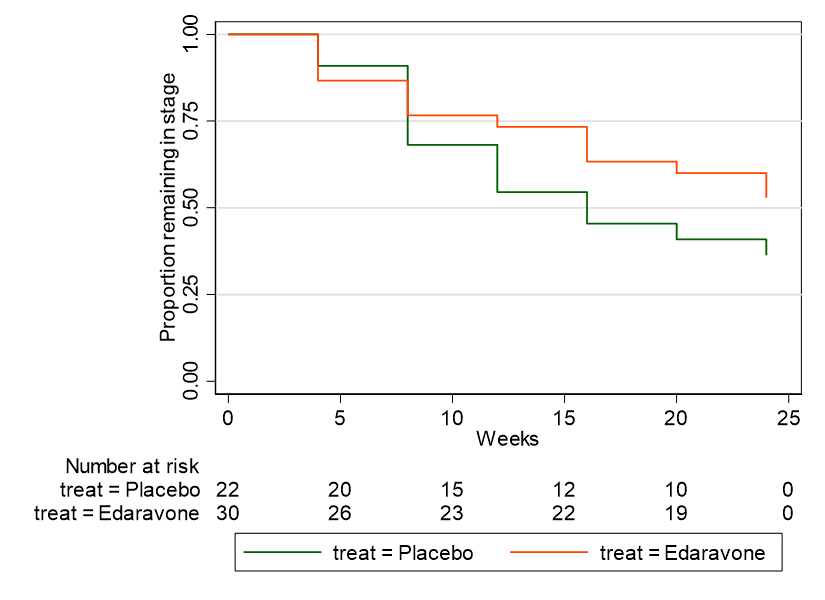 Proportion remaining in stage
1.00
0.75
0.50
0.25
0.00
0 5 10 15 20 25
Weeks
Number at risk
treat = Placebo 22 20 15 12 10 0
treat = Edaravone 30 26 23 22 19 0
treat = Placebo treat = Edaravone